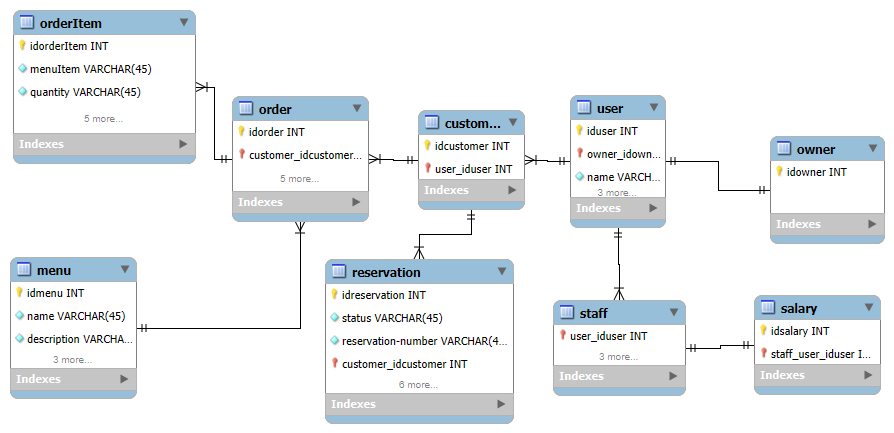 orderItem
idorderItem INT
menuItem VARCHAR(45)
quantity VARCHAR(45)
5 more...
Indexes
order
idorder INT
customer_idcustomer...
5 more...
Indexes
custom...
idcustomer INT
user_iduser INT
Indexes
user
iduser INT
owner_idown...
name VARC...
3 more...
Indexes
owner
idowner INT
Indexes
menu
idmenu INT
name VARCHAR(45)
description VARCHAR...
3 more...
Indexes
reservation
idreservation INT
status VARCHAR(45)
reservation-number VARCHAR(4...
customer_idcustomer INT
6 more...
Indexes
staff
user_iduser INT
3 more...
Indexes
salary
idsalary INT
staff_user_iduser I...
Indexes